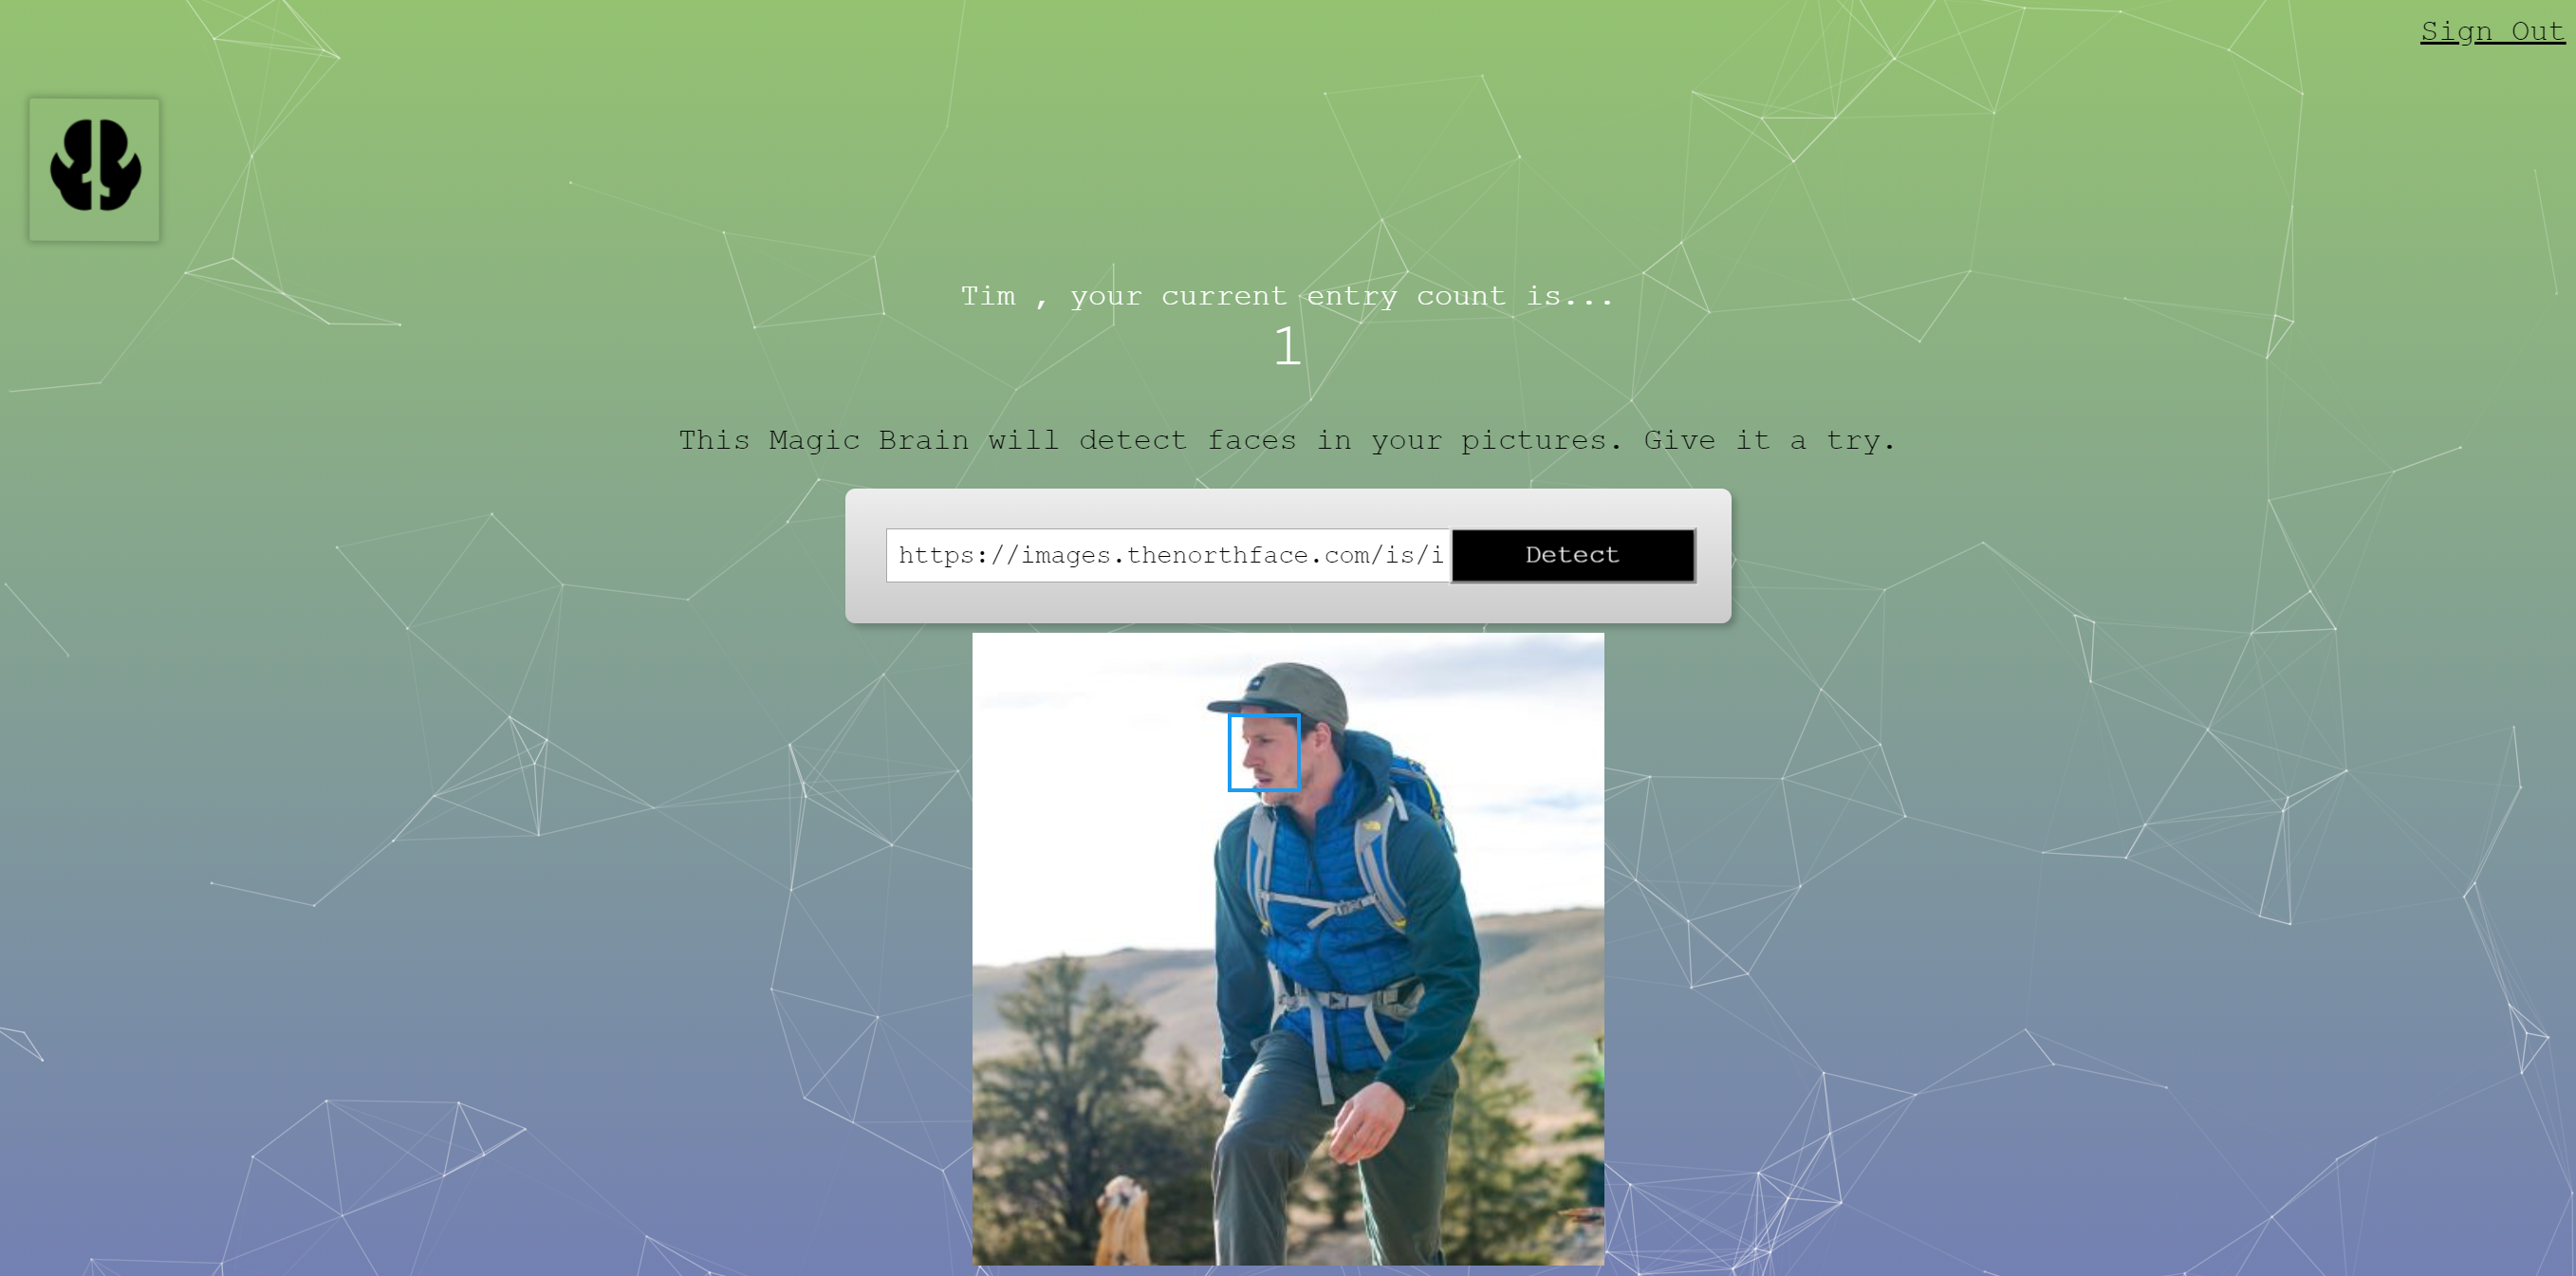 Sign Out
Tim , your current entry count is...
1
This Magic Brain will detect faces in your pictures. Give it a try.
https://images.thenorthface.com/is/i
Detect